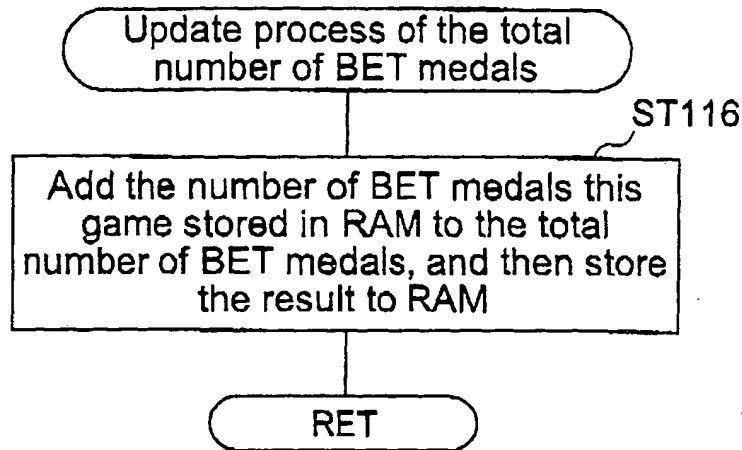 Update process of the total
number of BET medals
ST116
Add the number of BET medals this
game stored in RAM to the total
number of BET medals, and then store
the result to RAM
RET